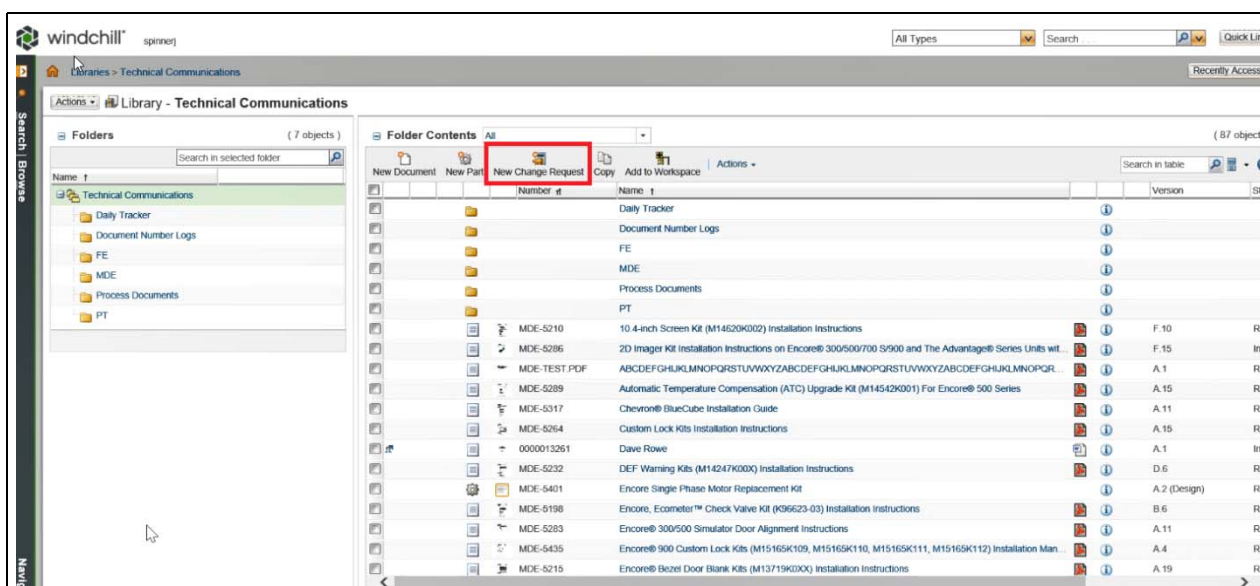 windchill® spinnerj All Types Search . . . Quick Lin
Libraries > Technical Communications Recently Access
Actions Library - Technical Communications
Search | Browse
Folders (7 objects)
Search in selected folder
Name ↑
Technical Communications
Daily Tracker
Document Number Logs
FE
MDE
Process Documents
PT
Folder Contents All (87 object
New Document New Part New Change Request Copy Add to Workspace Actions Search in table
Number Name ↑ Version
Daily Tracker
Document Number Logs
FE
MDE
Process Documents
PT
MDE-5210 10.4-inch Screen Kit (M14620K002) Installation Instructions F.10 R
MDE-5286 2D Imager Kit Installation Instructions on Encore® 300/500/700 S/900 and The Advantage® Series Units wit... F.15 In
MDE-TEST.PDF ABCDEFGHIJKLMNOPQRSTUVWXYZABCDEFGHIJKLMNOPQRSTUVWXYZABCDEFGHIJKLMNOPQR... A.1 R
MDE-5289 Automatic Temperature Compensation (ATC) Upgrade Kit (M14542K001) For Encore® 500 Series A.15 R
MDE-5317 Chevron® BlueCube Installation Guide A.11 R
MDE-5264 Custom Lock Kits Installation Instructions A.15 R
0000013261 Dave Rowe A.1 In
MDE-5232 DEF Warning Kits (M14247K00X) Installation Instructions D.6 R
MDE-5401 Encore Single Phase Motor Replacement Kit A.2 (Design) R
MDE-5198 Encore, Ecometer™ Check Valve Kit (K96623-03) Installation Instructions B.6 R
MDE-5283 Encore® 300/500 Simulator Door Alignment Instructions A.11 R
MDE-5435 Encore® 900 Custom Lock Kits (M15165K109, M15165K110, M15165K111, M15165K112) Installation Man... A.4 R
MDE-5215 Encore® Bezel Door Blank Kits (M13719K0XX) Installation Instructions A.19 R
Navig